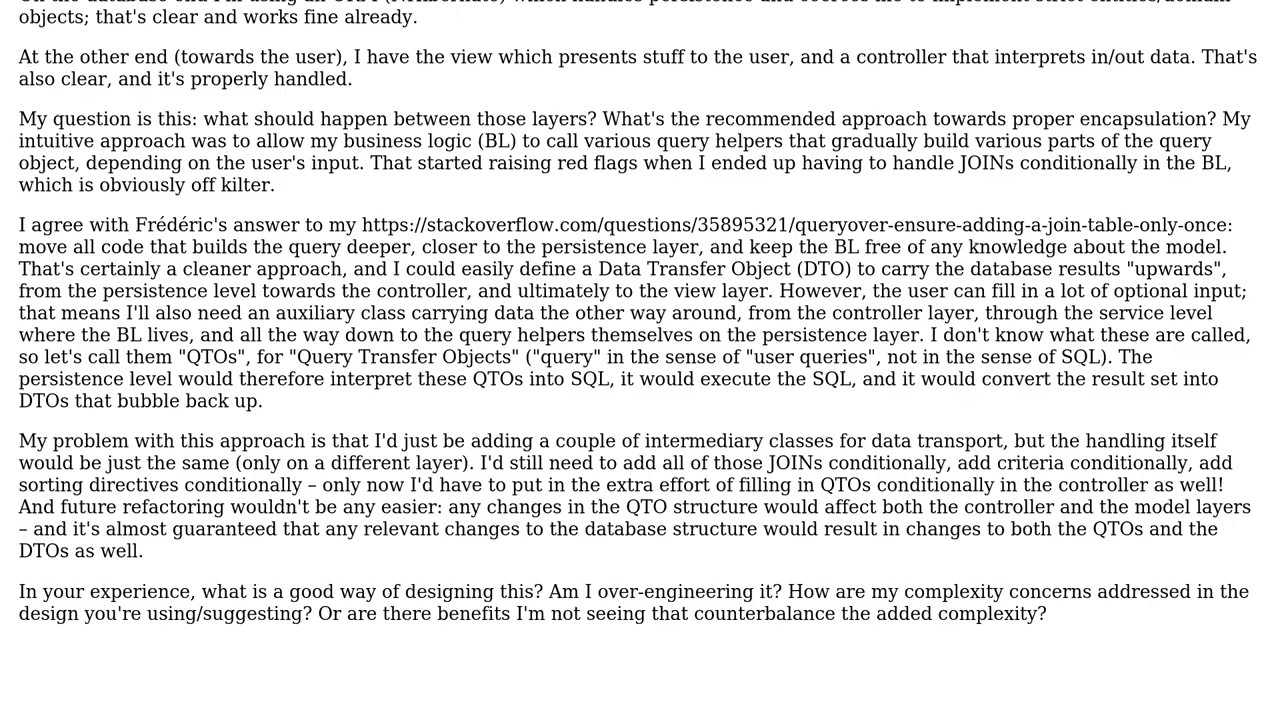 objects; that's clear and works fine already.
At the other end (towards the user), I have the view which presents stuff to the user, and a controller that interprets in/out data. That's
also clear, and it's properly handled.
My question is this: what should happen between those layers? What's the recommended approach towards proper encapsulation? My
intuitive approach was to allow my business logic (BL) to call various query helpers that gradually build various parts of the query
object, depending on the user's input. That started raising red flags when I ended up having to handle JOINs conditionally in the BL,
which is obviously off kilter.
I agree with Frédéric's answer to my https://stackoverflow.com/questions/35895321/queryover-ensure-adding-a-join-table-only-once:
move all code that builds the query deeper, closer to the persistence layer, and keep the BL free of any knowledge about the model.
That's certainly a cleaner approach, and I could easily define a Data Transfer Object (DTO) to carry the database results "upwards",
from the persistence level towards the controller, and ultimately to the view layer. However, the user can fill in a lot of optional input;
that means I'll also need an auxiliary class carrying data the other way around, from the controller layer, through the service level
where the BL lives, and all the way down to the query helpers themselves on the persistence layer. I don't know what these are called,
so let's call them "QTOs", for "Query Transfer Objects" ("query" in the sense of "user queries", not in the sense of SQL). The
persistence level would therefore interpret these QTOs into SQL, it would execute the SQL, and it would convert the result set into
DTOs that bubble back up.
My problem with this approach is that I'd just be adding a couple of intermediary classes for data transport, but the handling itself
would be just the same (only on a different layer). I'd still need to add all of those JOINs conditionally, add criteria conditionally, add
sorting directives conditionally – only now I'd have to put in the extra effort of filling in QTOs conditionally in the controller as well!
And future refactoring wouldn't be any easier: any changes in the QTO structure would affect both the controller and the model layers
– and it's almost guaranteed that any relevant changes to the database structure would result in changes to both the QTOs and the
DTOs as well.
In your experience, what is a good way of designing this? Am I over-engineering it? How are my complexity concerns addressed in the
design you're using/suggesting? Or are there benefits I'm not seeing that counterbalance the added complexity?